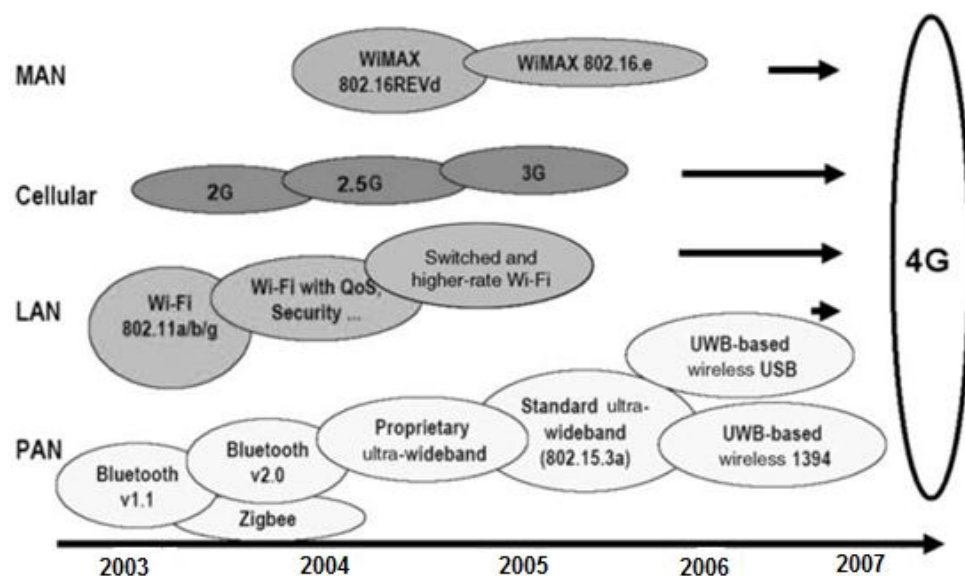 MAN
WiMAX
802.16REVd
WiMAX 802.16.e
Cellular
2G
2.5G
3G
LAN
Wi-Fi
802.11a/b/g
Wi-Fi with QoS,
Security ...
Switched and
higher-rate Wi-Fi
4G
PAN
Bluetooth
v1.1
Bluetooth
v2.0
Zigbee
Proprietary
ultra-wideband
Standard ultra-
wideband
(802.15.3a)
UWB-based
wireless USB
UWB-based
wireless 1394
2003
2004
2005
2006
2007